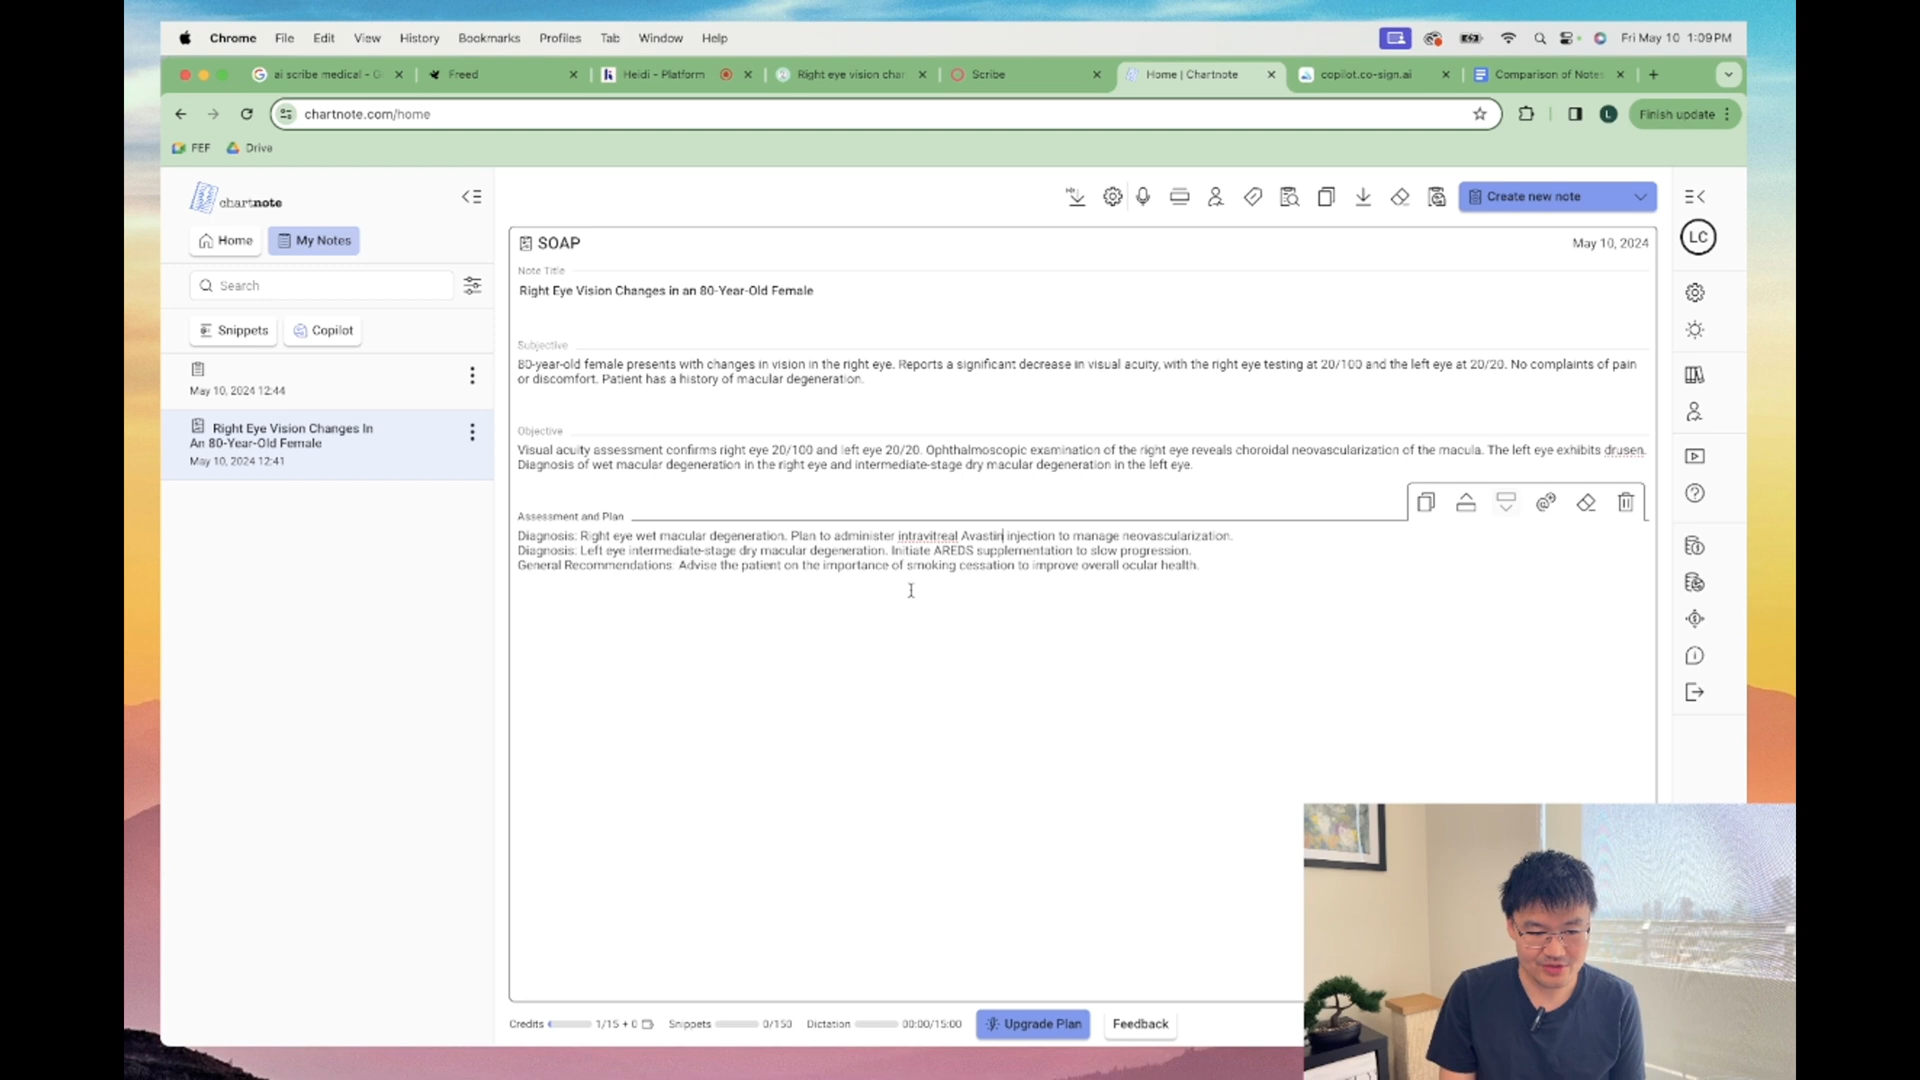 Chrome File Edit View History Bookmarks Profiles Tab Window Help Fri May 10 1:09 PM
ai scribe medical - G Freed Heidi - Platform Right eye vision char Scribe Home | Chartnote copilot.co-sign.ai Comparison of Notes
chartnote.com/home L Finish update
FEF Drive
chartnote
Create new note
Home My Notes
LC
Search
Snippets Copilot
May 10, 2024 12:44
Right Eye Vision Changes In
An 80-Year-Old Female
May 10, 2024 12:41
SOAP May 10, 2024
Note Title
Right Eye Vision Changes in an 80-Year-Old Female
Subjective
80-year-old female presents with changes in vision in the right eye. Reports a significant decrease in visual acuity, with the right eye testing at 20/100 and the left eye at 20/20. No complaints of pain
or discomfort. Patient has a history of macular degeneration.
Objective
Visual acuity assessment confirms right eye 20/100 and left eye 20/20. Ophthalmoscopic examination of the right eye reveals choroidal neovascularization of the macula. The left eye exhibits drusen.
Diagnosis of wet macular degeneration in the right eye and intermediate-stage dry macular degeneration in the left eye.
Assessment and Plan
Diagnosis: Right eye wet macular degeneration. Plan to administer intravitreal Avastin injection to manage neovascularization.
Diagnosis: Left eye intermediate-stage dry macular degeneration. Initiate AREDS supplementation to slow progression.
General Recommendations: Advise the patient on the importance of smoking cessation to improve overall ocular health.
Credits 1/15 + 0 Snippets 0/150 Dictation 00:00/15:00 Upgrade Plan Feedback